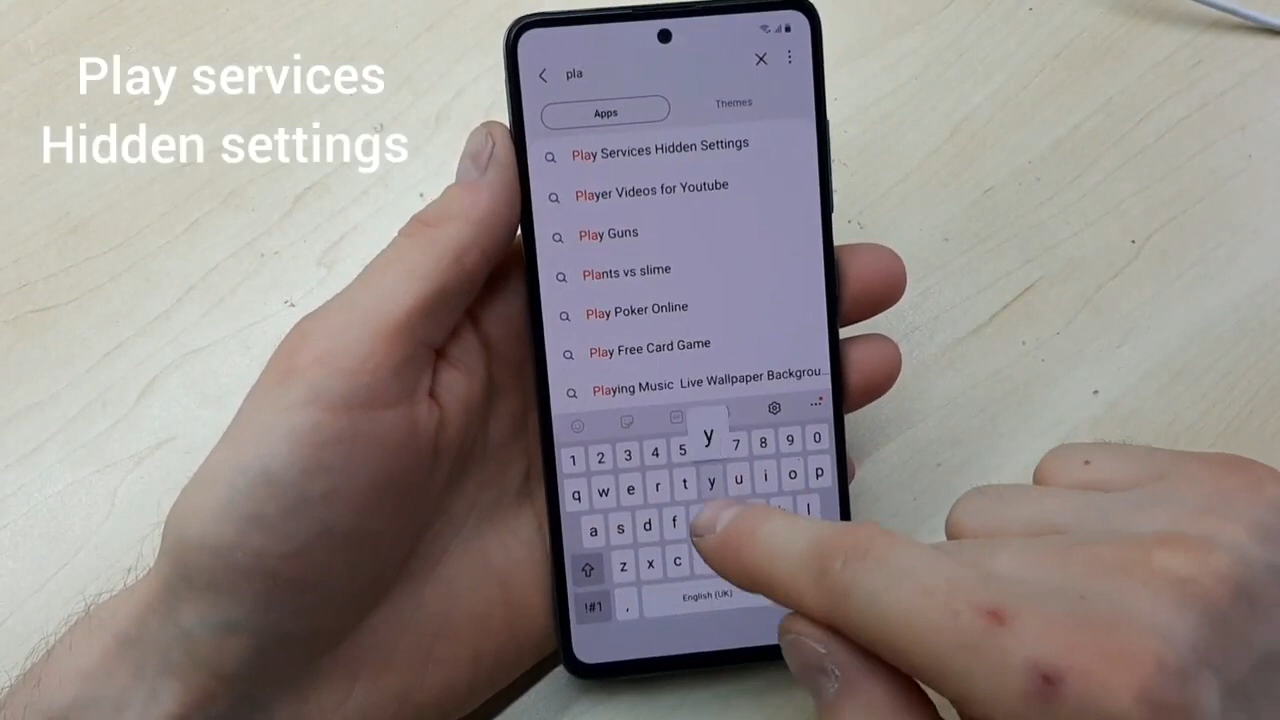 Play services
Hidden settings
pla
Apps
Themes
Play Services Hidden Settings
Player Videos for Youtube
Play Guns
Plants vs slime
Play Poker Online
Play Free Card Game
Playing Music Live Wallpaper Backgrou...
y
1 2 3 4 5 7 8 9 0
q w e r t y u i o p
a s d f l
z x c
!#1 , English (UK)